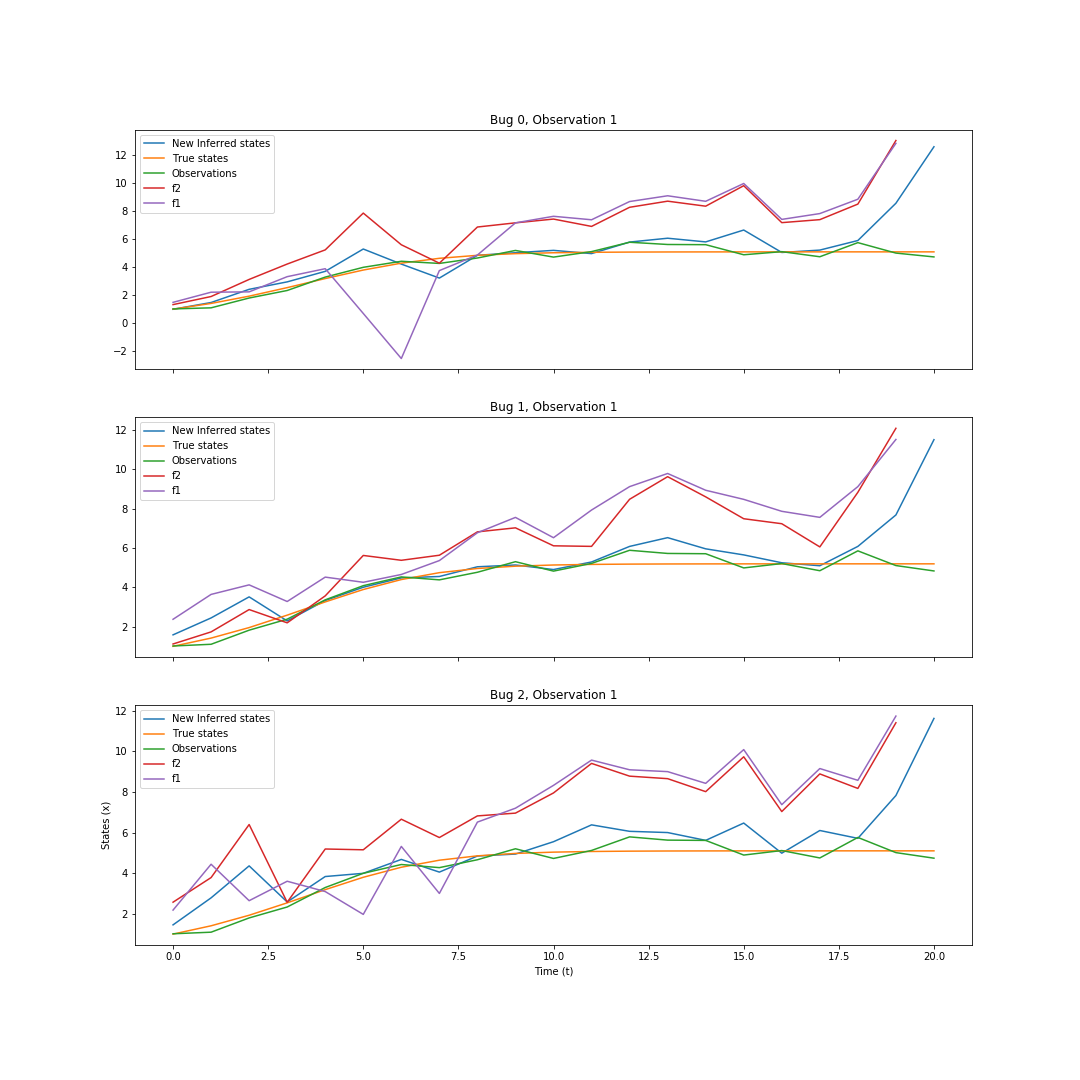 Bug 0, Observation 1
New Inferred states
True states
Observations
f2
f1
12
10
8
6
4
2
0
−2
Bug 1, Observation 1
New Inferred states
True states
Observations
f2
f1
12
10
8
6
4
2
Bug 2, Observation 1
New Inferred states
True states
Observations
f2
f1
12
10
8
6
4
2
States (x)
0.0 2.5 5.0 7.5 10.0 12.5 15.0 17.5 20.0
Time (t)